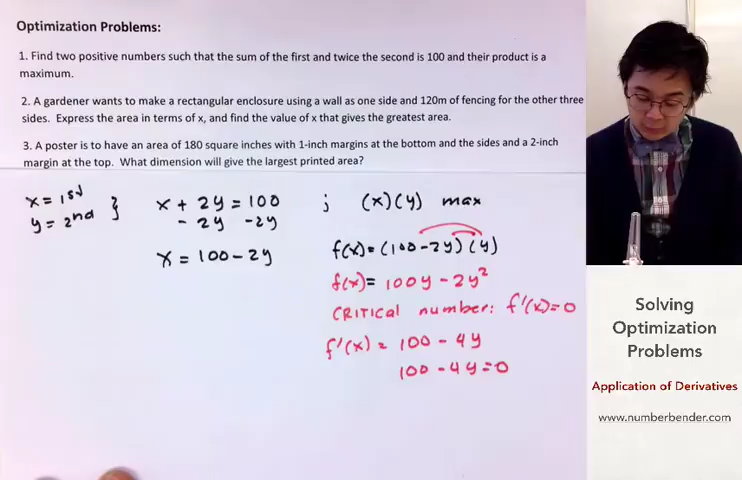 Optimization Problems:
1. Find two positive numbers such that the sum of the first and twice the second is 100 and their product is a
maximum.
2. A gardener wants to make a rectangular enclosure using a wall as one side and 120m of fencing for the other three
sides. Express the area in terms of x, and find the value of x that gives the greatest area.
3. A poster is to have an area of 180 square inches with 1-inch margins at the bottom and the sides and a 2-inch
margin at the top. What dimension will give the largest printed area?
x = 1st
y = 2nd }
x + 2y = 100 ; (x)(y) max
- 2y -2y
x = 100 - 2y
f(x) = (100 - 2y)(y)
f(x) = 100y - 2y²
CRITICAL number: f'(x) = 0
f'(x) = 100 - 4y
100 - 4y = 0
Solving
Optimization
Problems
Application of Derivatives
www.numberbender.com